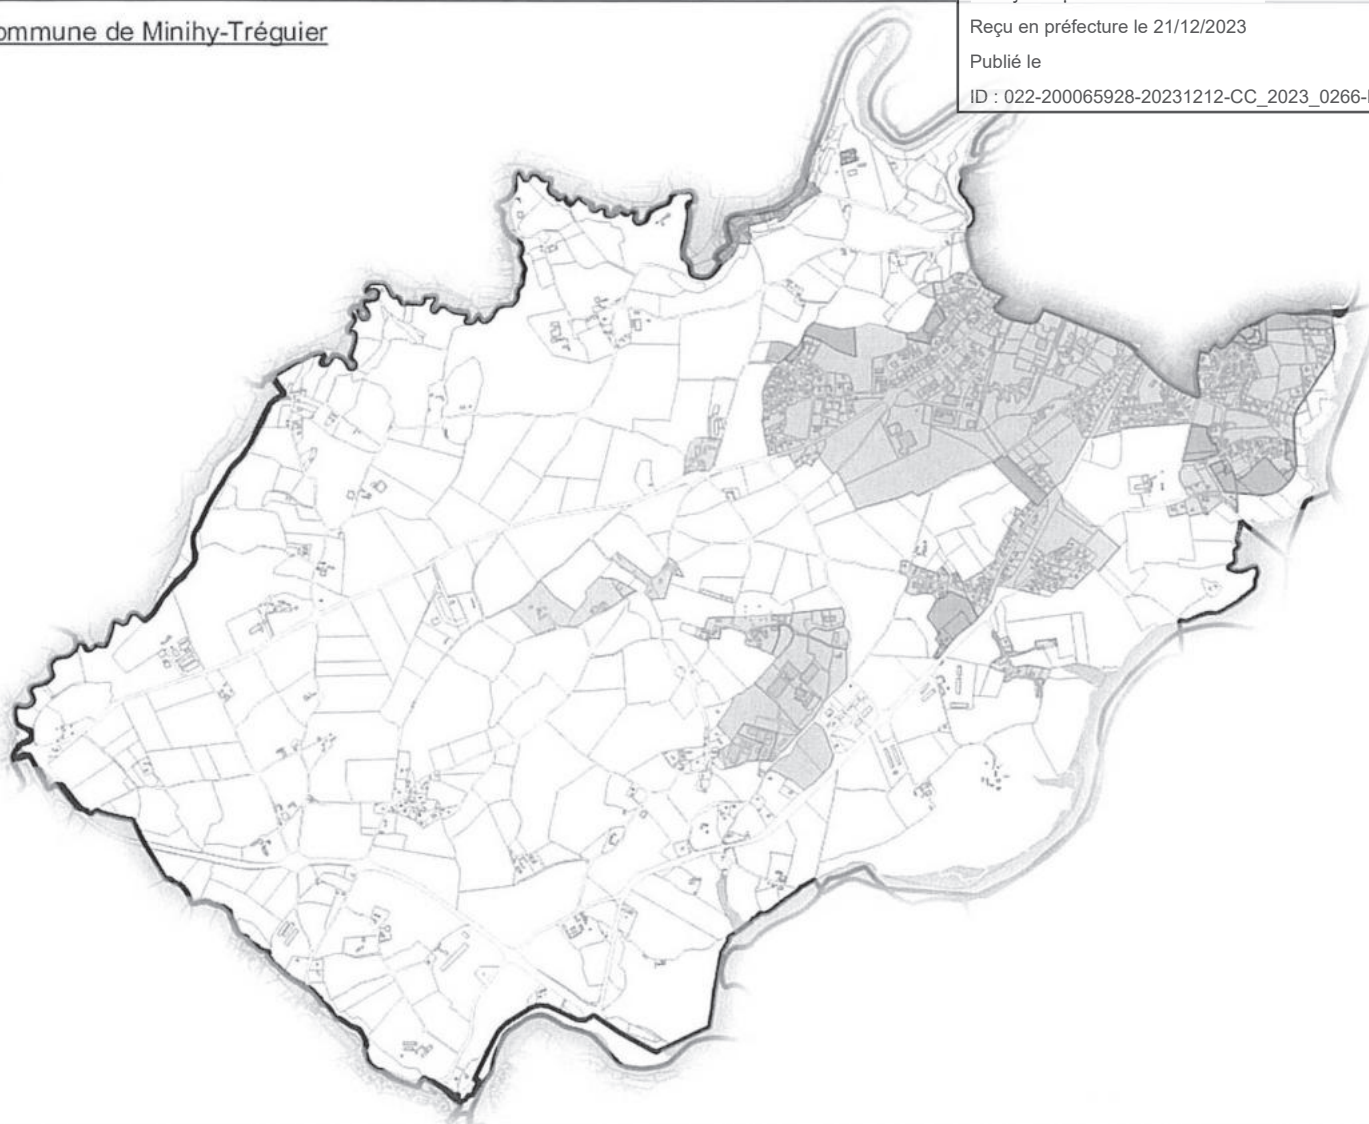 ommune de Minihy-Tréguier
Reçu en préfecture le 21/12/2023
Publié le
ID : 022-200065928-20231212-CC_2023_0266-